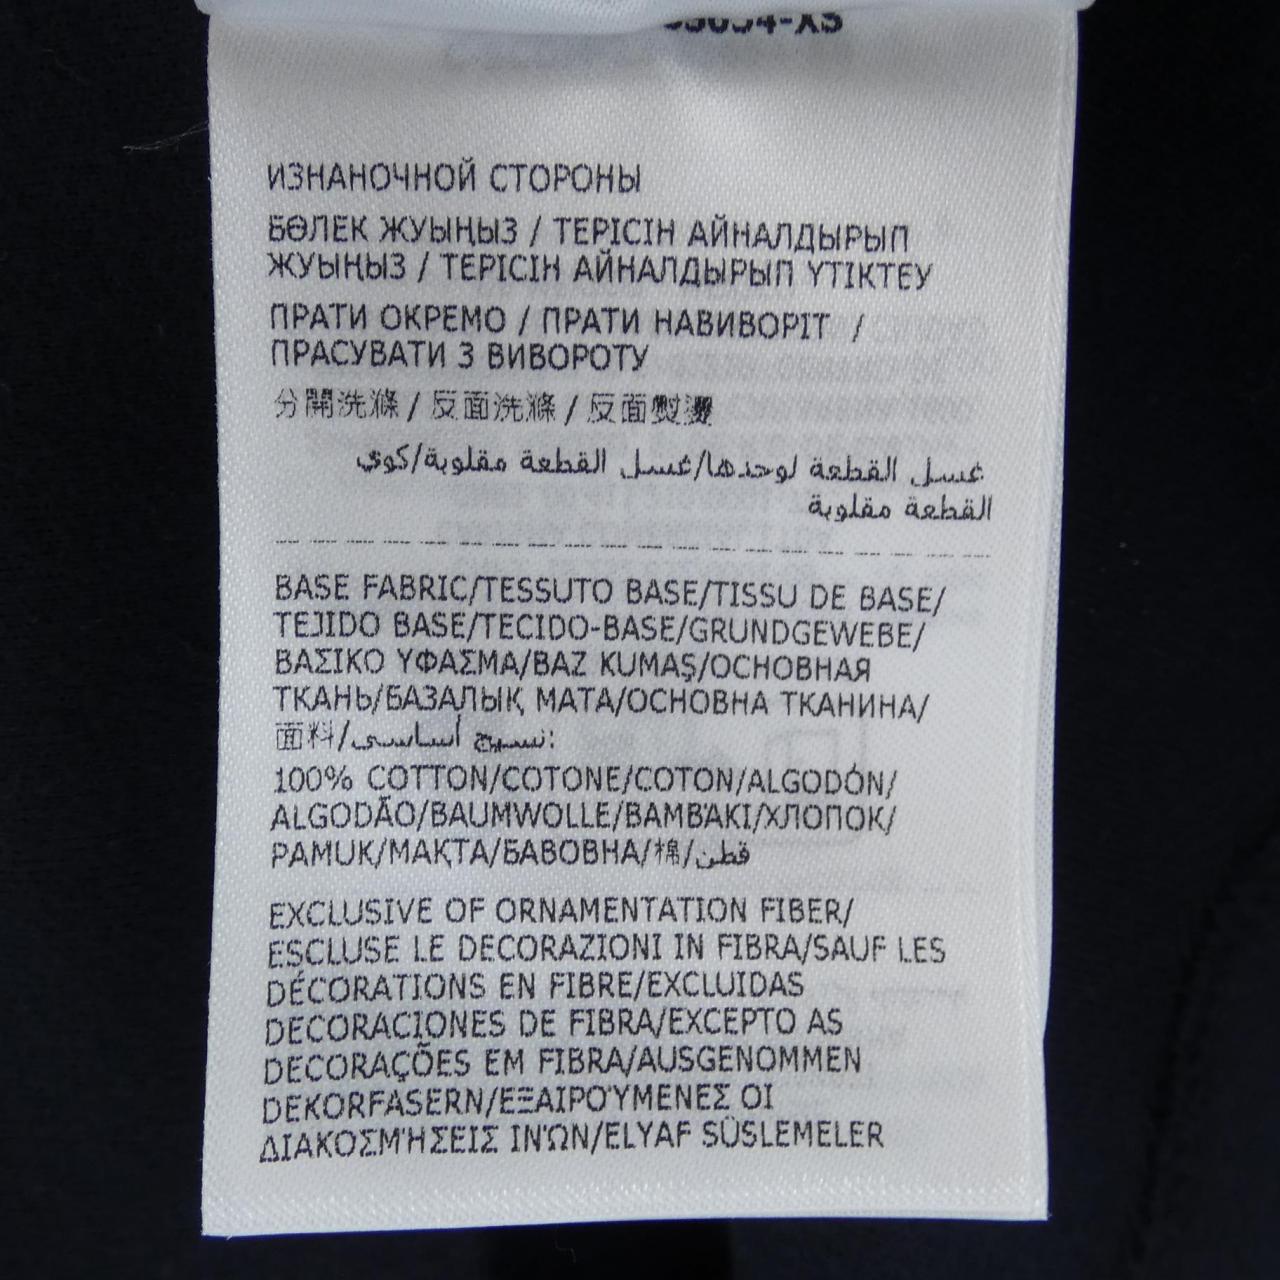 ИЗНАНОЧНОЙ СТОРОНЫ
БӨЛЕК ЖУЫҢЫЗ / ТЕРІСІН АЙНАЛДЫРЫП
ЖУЫҢЫЗ / ТЕРІСІН АЙНАЛДЫРЫП ҮТІКТЕУ
ПРАТИ ОКРЕМО / ПРАТИ НАВИВОРІТ /
ПРАСУВАТИ З ВИВОРОТУ
分開洗滌 / 反面洗滌 / 反面熨燙
غسل القطعة لوحدها/غسل القطعة مقلوبة/كوي
القطعة مقلوبة
BASE FABRIC/TESSUTO BASE/TISSU DE BASE/
TEJIDO BASE/TECIDO-BASE/GRUNDGEWEBE/
ΒΑΣΙΚΟ ΥΦΑΣΜΑ/BAZ KUMAŞ/ОСНОВНАЯ
ТКАНЬ/БАЗАЛЫҚ МАТА/ОСНОВНА ТКАНИНА/
面料/نسيج أساسى:
100% COTTON/COTONE/COTON/ALGODÓN/
ALGODÃO/BAUMWOLLE/ΒΑΜΒΆΚΙ/ХЛОПОК/
PAMUK/МАҚТА/БАВОВНА/棉/قطن
EXCLUSIVE OF ORNAMENTATION FIBER/
ESCLUSE LE DECORAZIONI IN FIBRA/SAUF LES
DÉCORATIONS EN FIBRE/EXCLUIDAS
DECORACIONES DE FIBRA/EXCEPTO AS
DECORAÇÕES EM FIBRA/AUSGENOMMEN
DEKORFASERN/ΕΞΑΙΡΟΎΜΕΝΕΣ ΟΙ
ΔΙΑΚΟΣΜΉΣΕΙΣ ΙΝΏΝ/ELYAF SÜSLEMELER